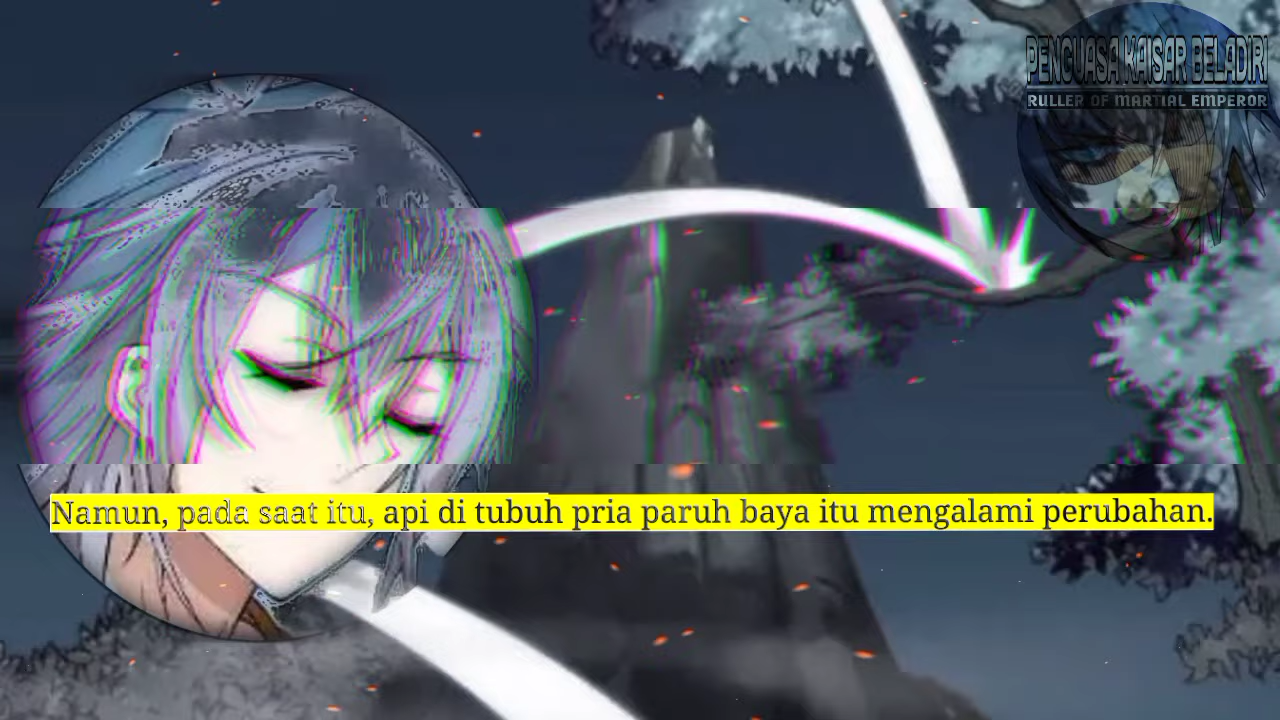 PENGUASA KAISAR BELADIRI
RULLER OF MARTIAL EMPEROR
Namun, pada saat itu, api di tubuh pria paruh baya itu mengalami perubahan.